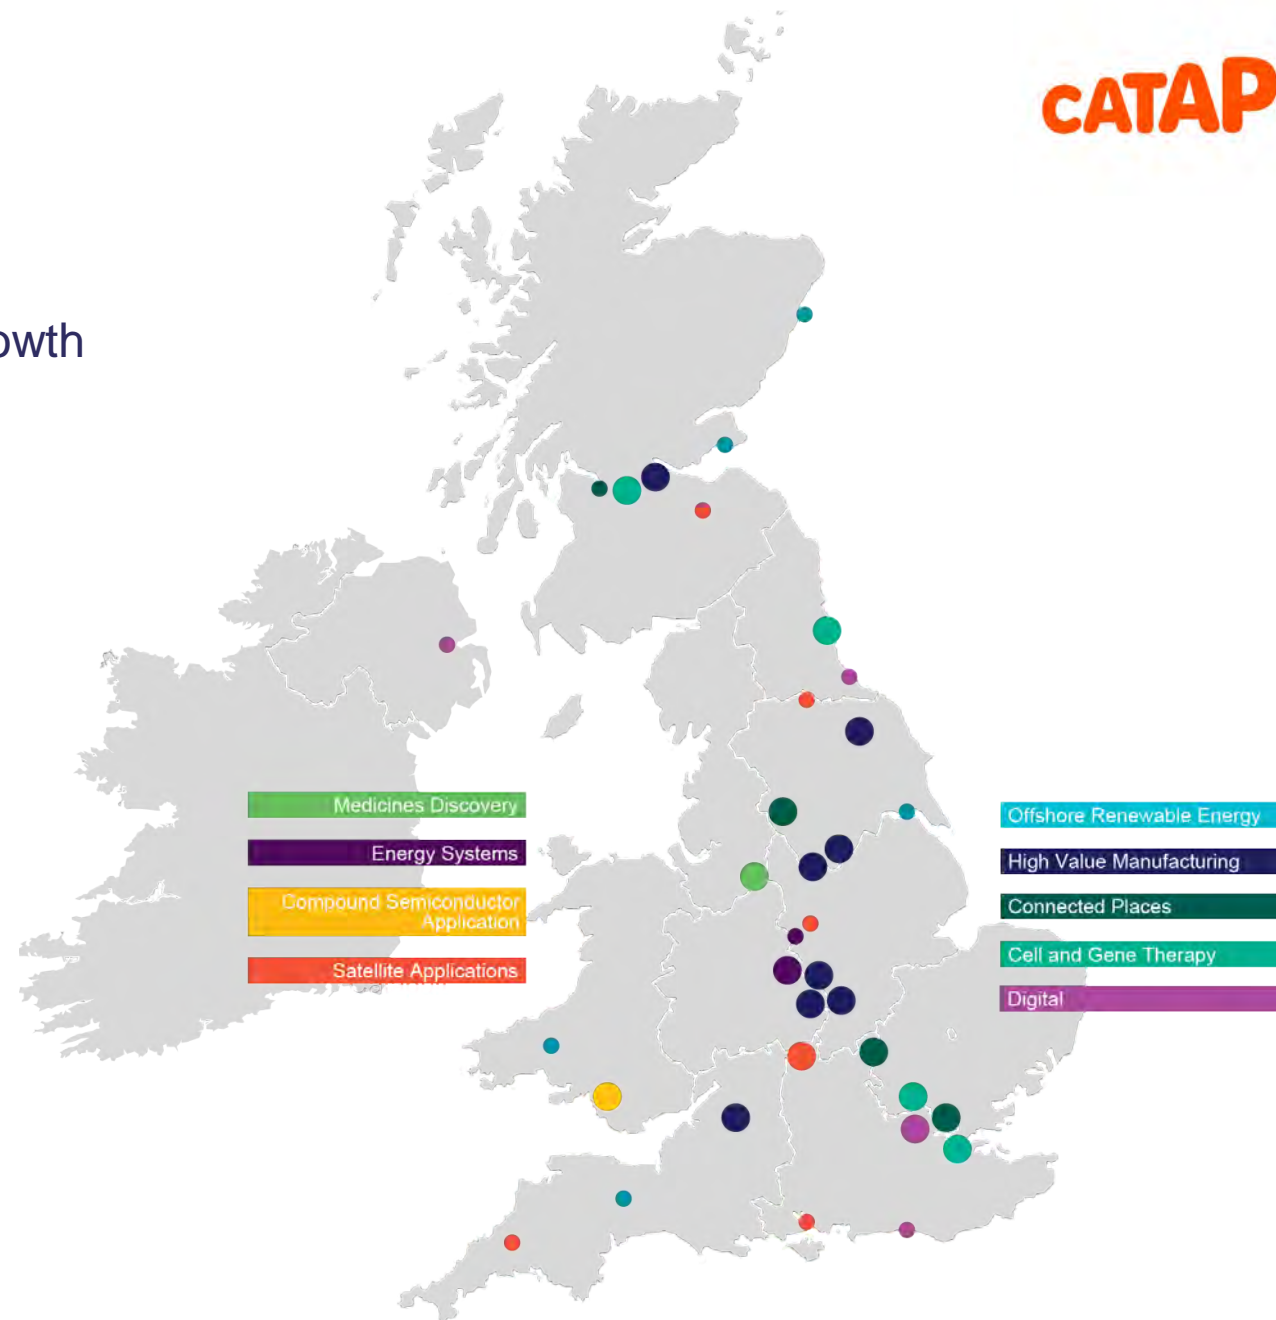 CATAP
owth
Medicines Discovery
Energy Systems
Compound Semiconductor
Application
Satellite Applications
Offshore Renewable Energy
High Value Manufacturing
Connected Places
Cell and Gene Therapy
Digital